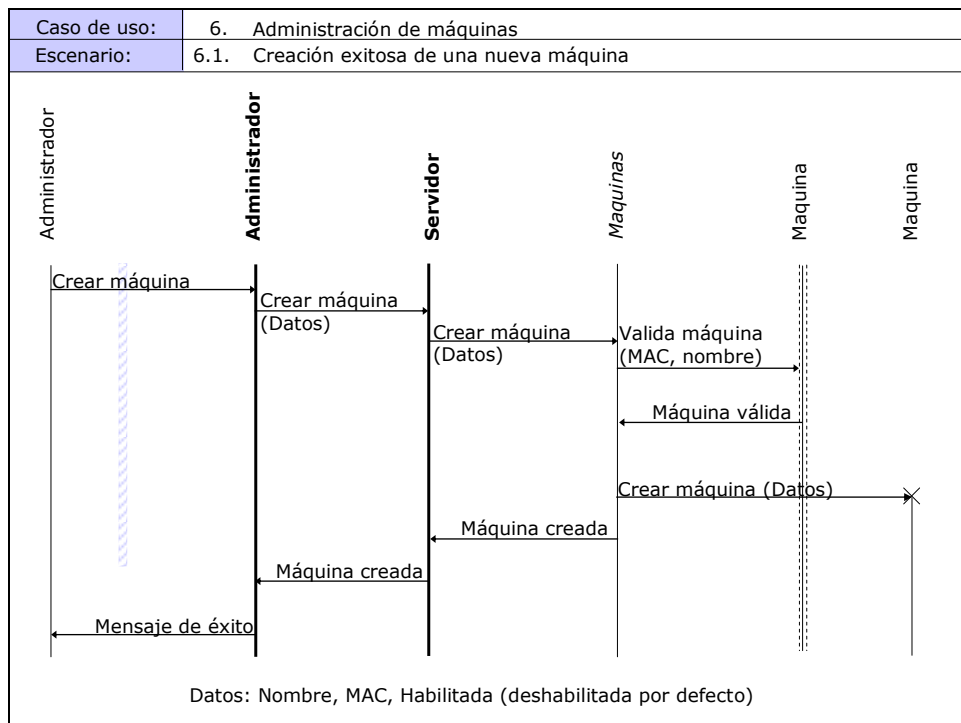 Caso de uso: 6. Administración de máquinas
Escenario: 6.1. Creación exitosa de una nueva máquina
Administrador
Administrador
Servidor
Maquinas
Maquina
Maquina
Crear máquina
Crear máquina
(Datos)
Crear máquina
(Datos)
Valida máquina
(MAC, nombre)
Máquina válida
Crear máquina (Datos)
Máquina creada
Máquina creada
Mensaje de éxito
Datos: Nombre, MAC, Habilitada (deshabilitada por defecto)